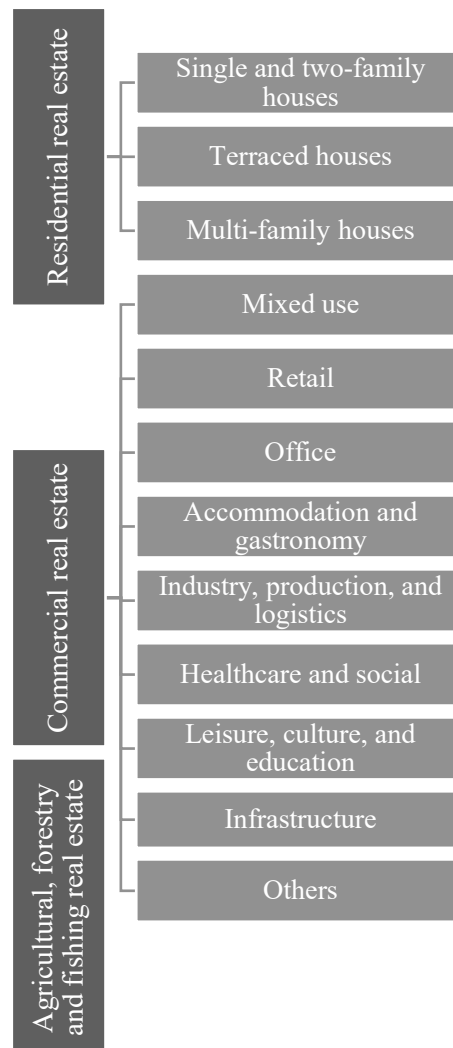 Residential real estate
Single and two-family
houses
Terraced houses
Multi-family houses
Commercial real estate
Mixed use
Retail
Office
Accommodation and
gastronomy
Industry, production, and
logistics
Healthcare and social
Leisure, culture, and
education
Infrastructure
Others
Agricultural, forestry
and fishing real estate